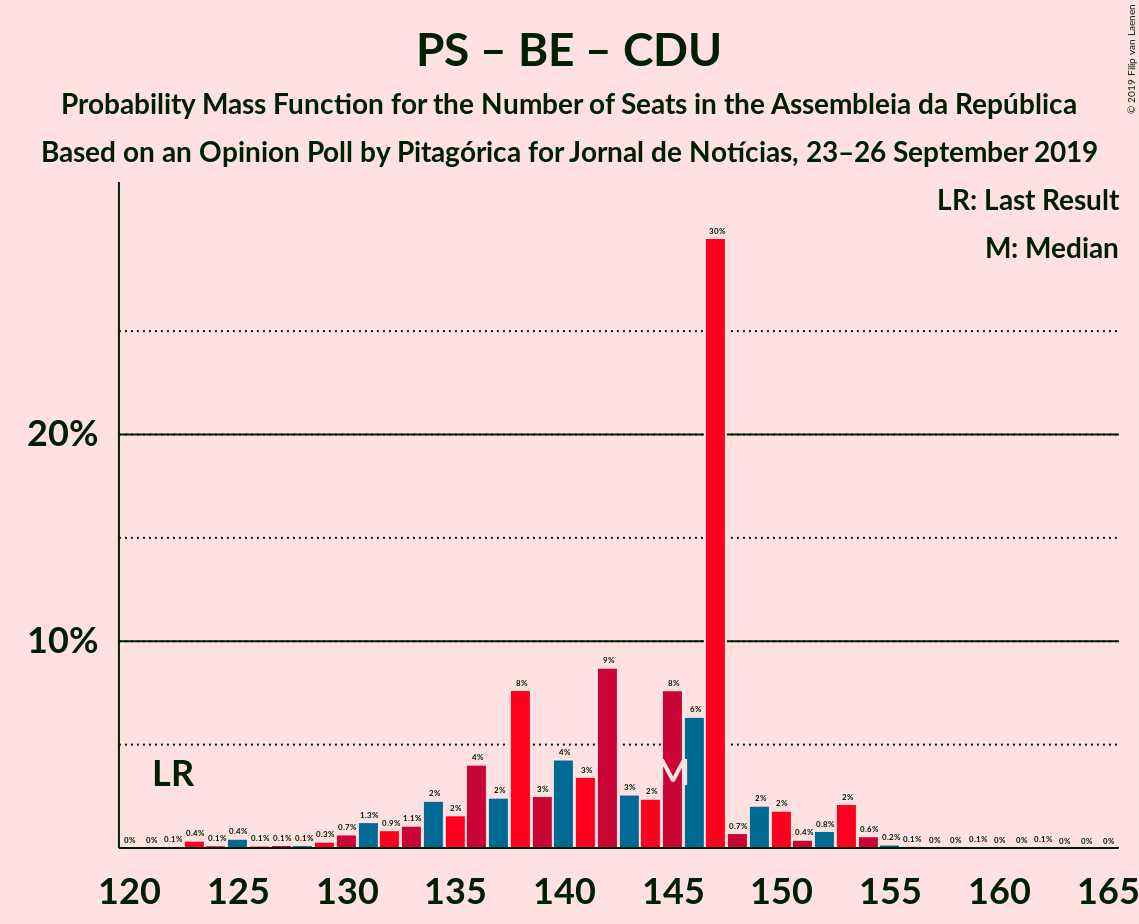 PS – BE – CDU
Probability Mass Function for the Number of Seats in the Assembleia da República
Based on an Opinion Poll by Pitagórica for Jornal de Notícias, 23–26 September 2019
© 2019 Filip van Laenen
LR: Last Result
M: Median
20%
10%
LR
M
0% 0% 0.1% 0.4% 0.1% 0.4% 0.1% 0.1% 0.1% 0.3% 0.7% 1.3% 0.9% 1.1% 2% 2% 4% 2% 8% 3% 4% 3% 9% 3% 2% 8% 6% 30% 0.7% 2% 2% 0.4% 0.8% 2% 0.6% 0.2% 0.1% 0% 0% 0.1% 0% 0% 0.1% 0% 0% 0%
120 125 130 135 140 145 150 155 160 165